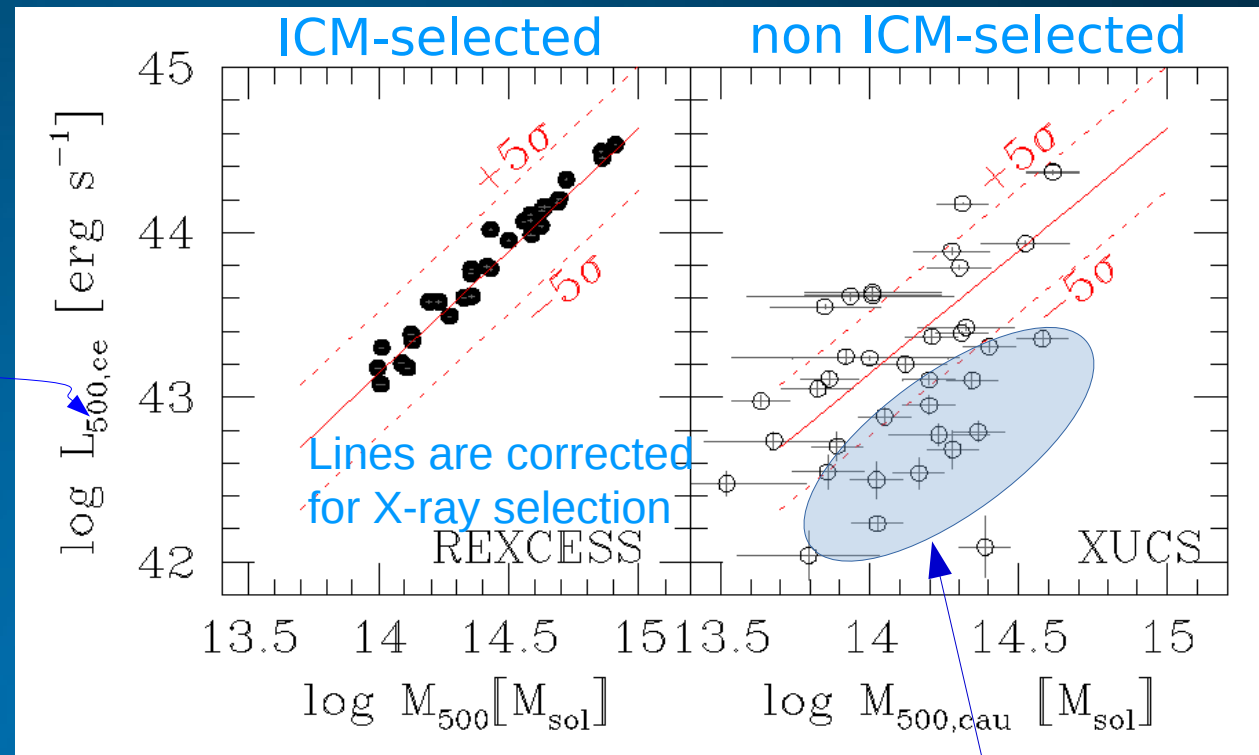 ICM-selected
non ICM-selected
45
44
43
42
log L500,ce [erg s⁻¹]
+5σ
-5σ
Lines are corrected
for X-ray selection
REXCESS
+5σ
-5σ
XUCS
13.5 14 14.5 15 13.5 14 14.5 15
log M500[Msol]
log M500,cau [Msol]